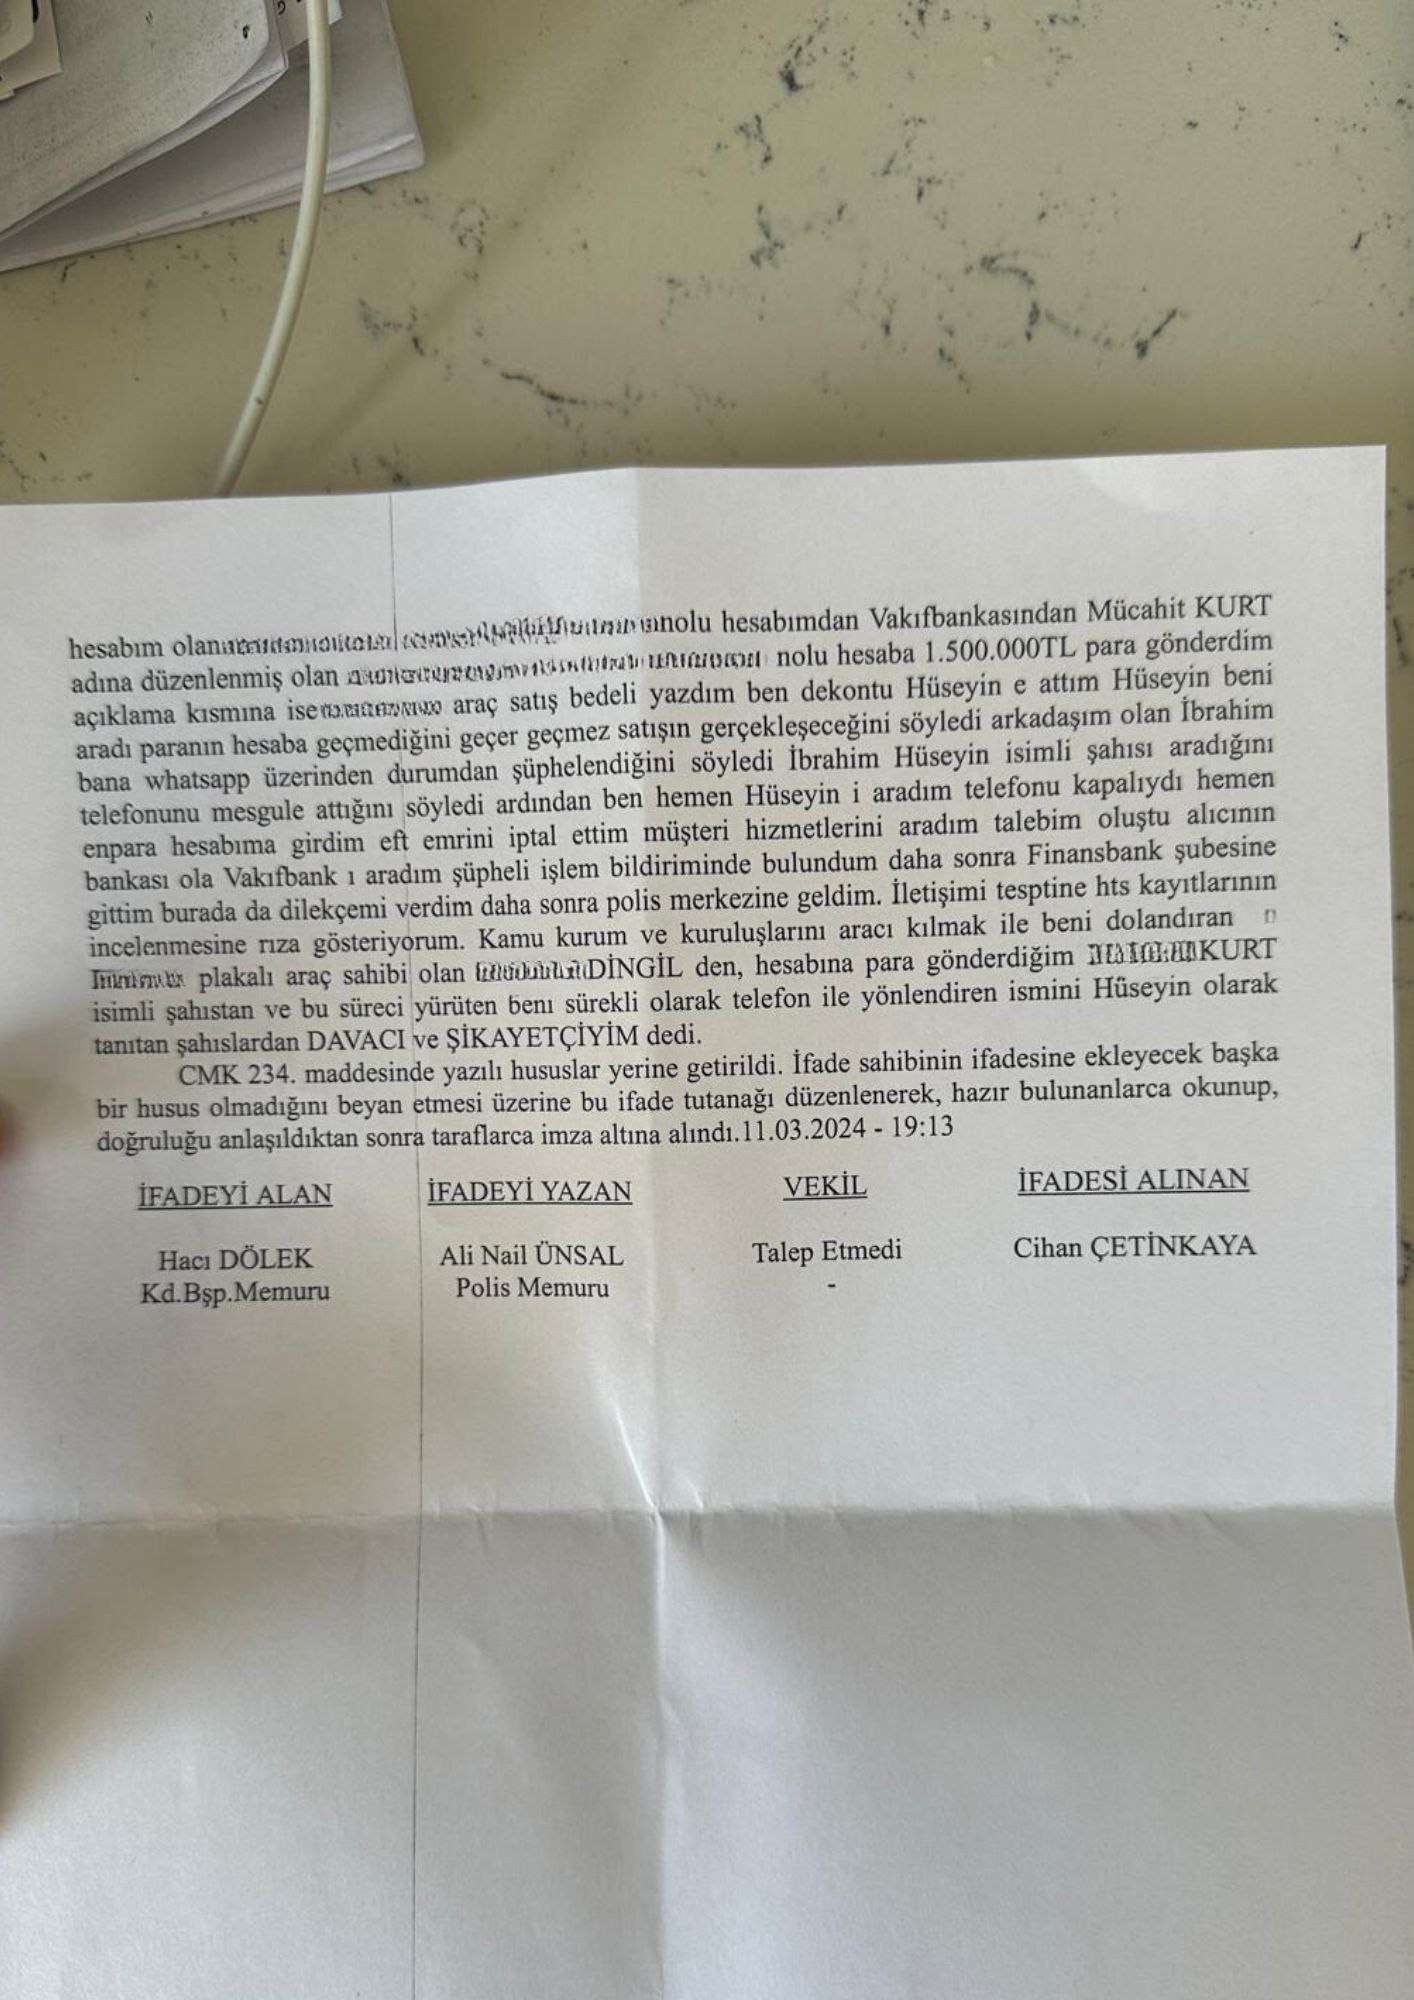 hesabım olan nolu hesabımdan Vakıfbankasından Mücahit KURT
adına düzenlenmiş olan nolu hesaba 1.500.000TL para gönderdim
açıklama kısmına ise araç satış bedeli yazdım ben dekontu Hüseyin e attım Hüseyin beni
aradı paranın hesaba geçmediğini geçer geçmez satışın gerçekleşeceğini söyledi arkadaşım olan İbrahim
bana whatsapp üzerinden durumdan şüphelendiğini söyledi İbrahim Hüseyin isimli şahısı aradığını
telefonunu mesgule attığını söyledi ardından ben hemen Hüseyin i aradım telefonu kapalıydı hemen
enpara hesabıma girdim eft emrini iptal ettim müşteri hizmetlerini aradım talebim oluştu alıcının
bankası ola Vakıfbank ı aradım şüpheli işlem bildiriminde bulundum daha sonra Finansbank şubesine
gittim burada da dilekçemi verdim daha sonra polis merkezine geldim. İletişimi tesptine hts kayıtlarının
incelenmesine rıza gösteriyorum. Kamu kurum ve kuruluşlarını aracı kılmak ile beni dolandıran
plakalı araç sahibi olan DİNGİL den, hesabına para gönderdiğim KURT
isimli şahıstan ve bu süreci yürüten beni sürekli olarak telefon ile yönlendiren ismini Hüseyin olarak
tanıtan şahıslardan DAVACI ve ŞİKAYETÇİYİM dedi.
CMK 234. maddesinde yazılı hususlar yerine getirildi. İfade sahibinin ifadesine ekleyecek başka
bir husus olmadığını beyan etmesi üzerine bu ifade tutanağı düzenlenerek, hazır bulunanlarca okunup,
doğruluğu anlaşıldıktan sonra taraflarca imza altına alındı.11.03.2024 - 19:13
İFADEYİ ALAN İFADEYİ YAZAN VEKİL İFADESİ ALINAN
Hacı DÖLEK Ali Nail ÜNSAL Talep Etmedi Cihan ÇETİNKAYA
Kd.Bşp.Memuru Polis Memuru -